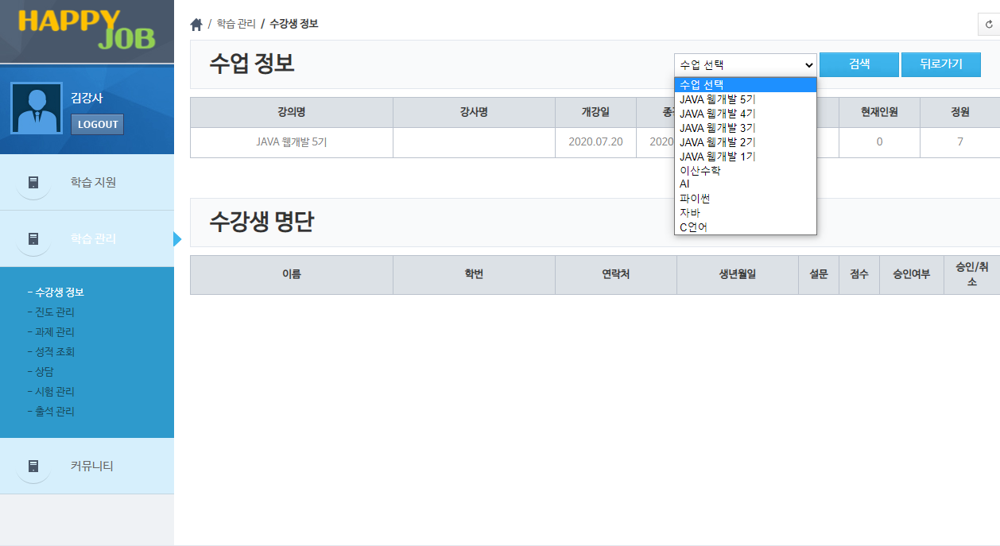 HAPPY
JOB
김강사
LOGOUT
학습 지원
학습 관리
- 수강생 정보
- 진도 관리
- 과제 관리
- 성적 조회
- 상담
- 시험 관리
- 출석 관리
커뮤니티
/ 학습 관리 / 수강생 정보
수업 정보
수업 선택 검색 뒤로가기
수업 선택
JAVA 웹개발 5기
JAVA 웹개발 4기
JAVA 웹개발 3기
JAVA 웹개발 2기
JAVA 웹개발 1기
이산수학
AI
파이썬
자바
C언어
강의명 강사명 개강일 현재인원 정원
JAVA 웹개발 5기 2020.07.20 2020 0 7
수강생 명단
이름 학번 연락처 생년월일 설문 점수 승인여부 승인/취
소